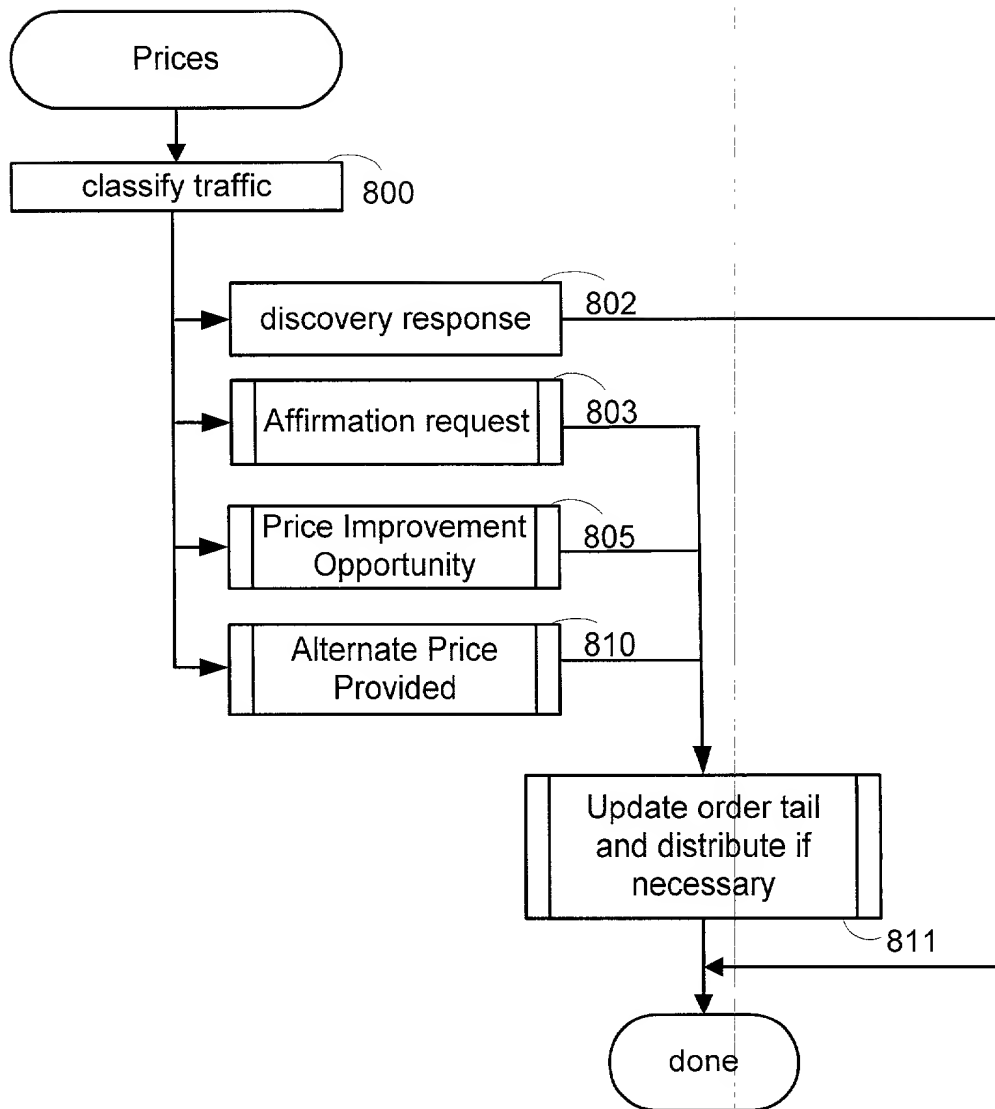 Prices
classify traffic
800
discovery response
802
Affirmation request
803
Price Improvement
Opportunity
805
Alternate Price
Provided
810
Update order tail
and distribute if
necessary
811
done